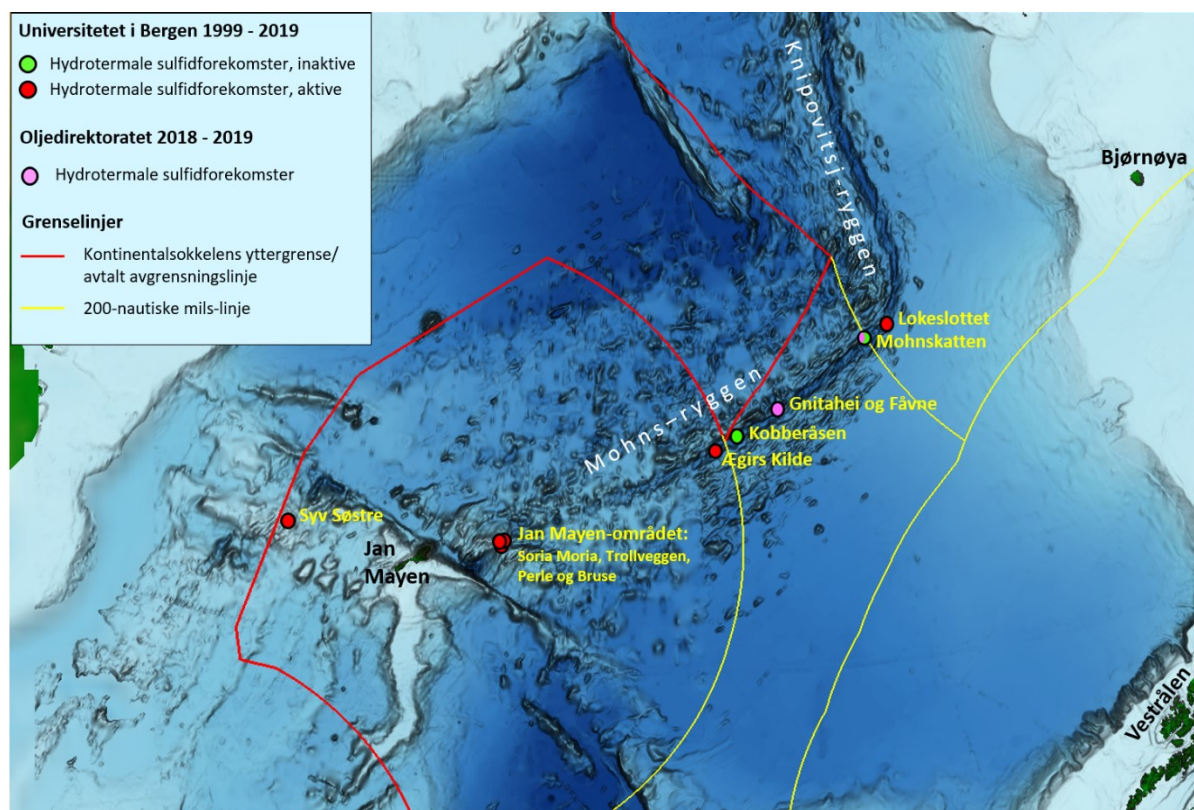 Universitetet i Bergen 1999 - 2019
Hydrotermale sulfidforekomster, inaktive
Hydrotermale sulfidforekomster, aktive
Oljedirektoratet 2018 - 2019
Hydrotermale sulfidforekomster
Grenselinjer
Kontinentalsokkelens yttergrense/
avtalt avgrensningslinje
200-nautiske mils-linje
Knipovitsj-ryggen
Bjørnøya
Lokeslottet
Mohnskatten
Gnitahei og Fåvne
Mohns-ryggen
Kobberåsen
Ægirs Kilde
Syv Søstre
Jan
Mayen
Jan Mayen-området:
Soria Moria, Trollveggen,
Perle og Bruse
Vestrålen